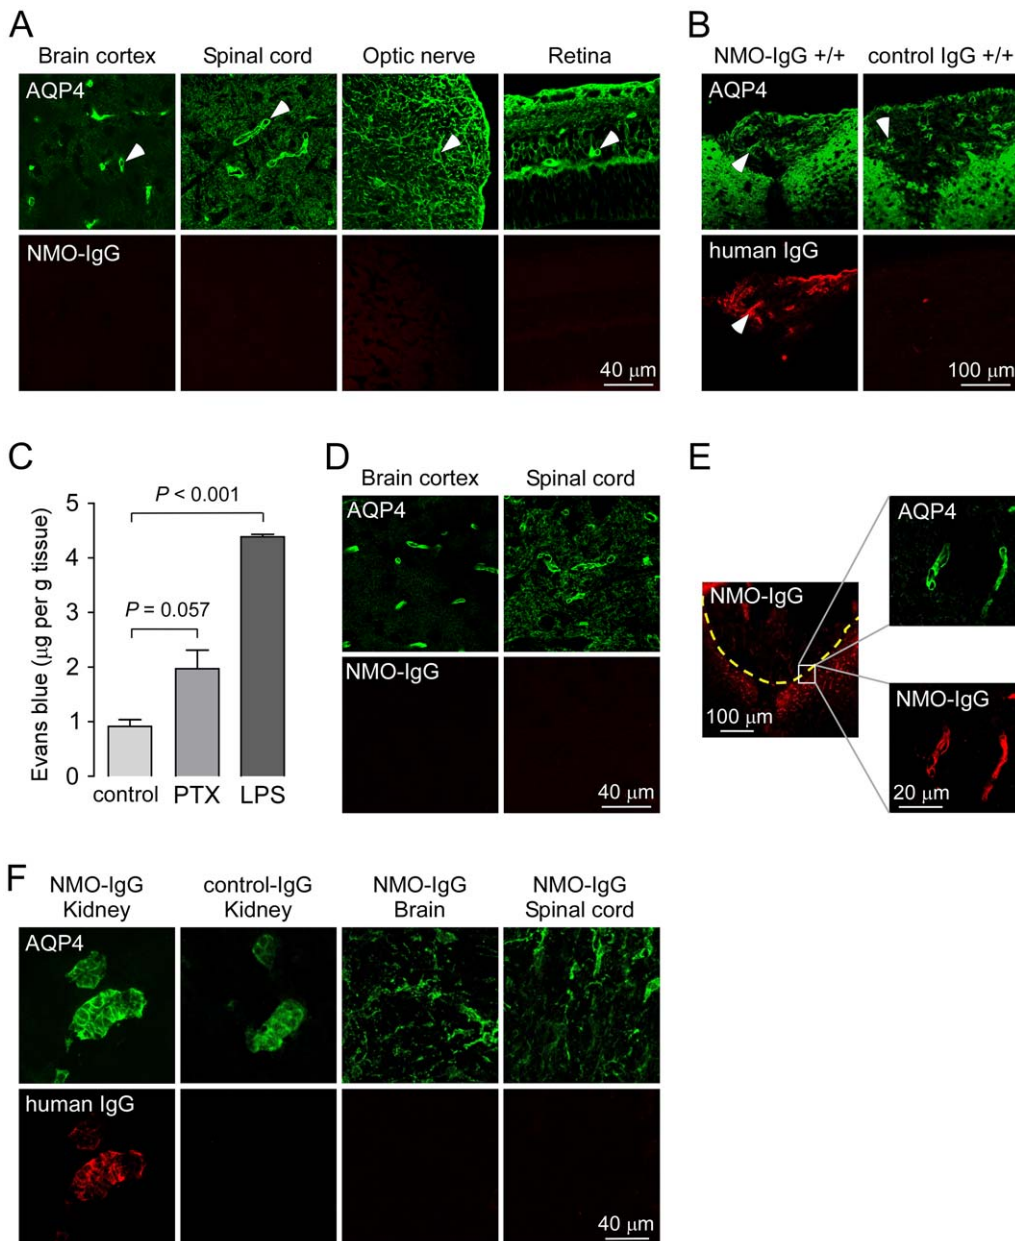 A
Brain cortex Spinal cord Optic nerve Retina
AQP4
NMO-IgG
40 μm
B
NMO-IgG +/+ control IgG +/+
AQP4
human IgG
100 μm
C
Evans blue (μg per g tissue)
P < 0.001
P = 0.057
5
4
3
2
1
0
control PTX LPS
D
Brain cortex Spinal cord
AQP4
NMO-IgG
40 μm
E
NMO-IgG
100 μm
AQP4
NMO-IgG
20 μm
F
NMO-IgG control-IgG NMO-IgG NMO-IgG
Kidney Kidney Brain Spinal cord
AQP4
human IgG
40 μm